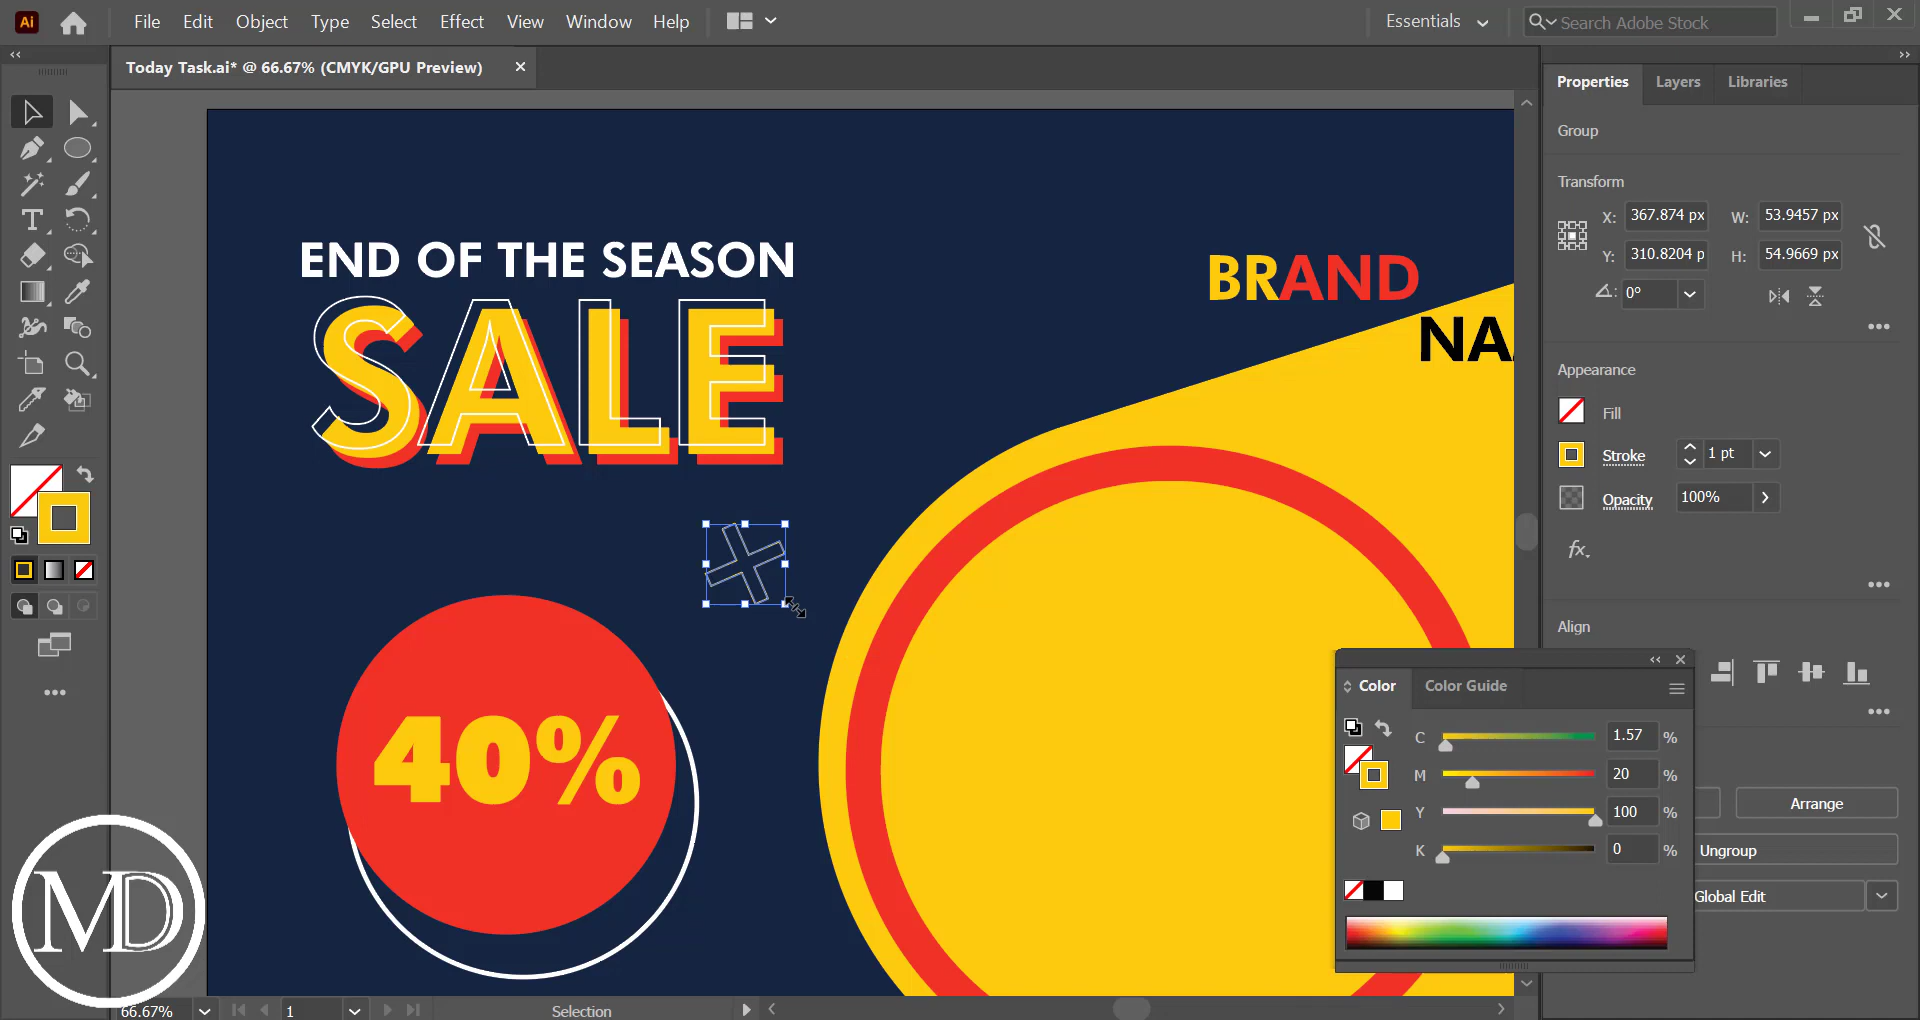 Ai File Edit Object Type Select Effect View Window Help Essentials Search Adobe Stock
Today Task.ai* @ 66.67% (CMYK/GPU Preview)
Properties Layers Libraries
Group
Transform
X: 367.874 px W: 53.9457 px
Y: 310.8204 p H: 54.9669 px
0°
Appearance
Fill
Stroke 1 pt
Opacity 100%
fx.
Align
Arrange
Ungroup
Global Edit
END OF THE SEASON
SALE
BRAND
NA
40%
Color Color Guide
C 1.57 %
M 20 %
Y 100 %
K 0 %
MD
66.67% 1 Selection